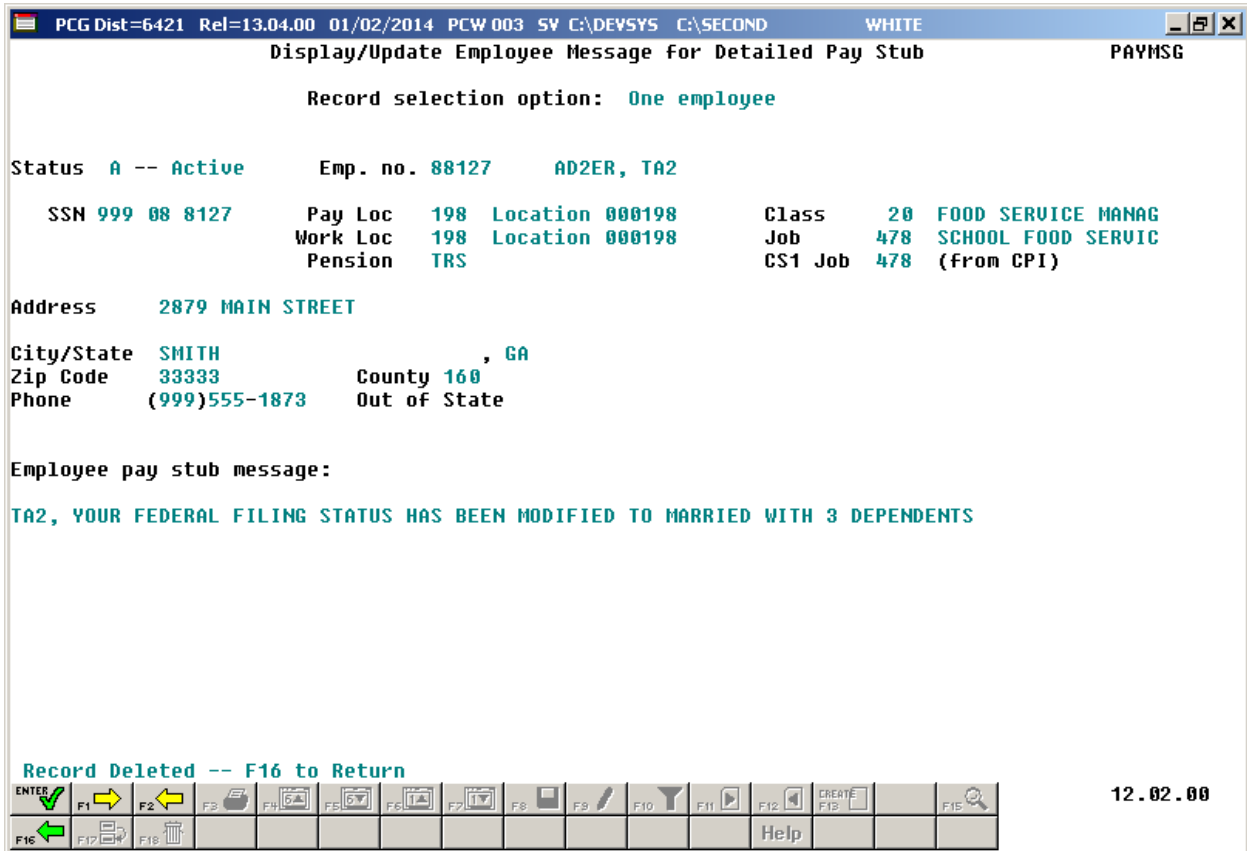 PCG Dist=6421 Rel=13.04.00 01/02/2014 PCW 003 SV C:\DEVSYS C:\SECOND WHITE
Display/Update Employee Message for Detailed Pay Stub PAYMSG
Record selection option: One employee
Status A -- Active Emp. no. 88127 AD2ER, TA2
SSN 999 08 8127 Pay Loc 198 Location 000198 Class 20 FOOD SERVICE MANAG
Work Loc 198 Location 000198 Job 478 SCHOOL FOOD SERVIC
Pension TRS CS1 Job 478 (from CPI)
Address 2879 MAIN STREET
City/State SMITH , GA
Zip Code 33333 County 160
Phone (999)555-1873 Out of State
Employee pay stub message:
TA2, YOUR FEDERAL FILING STATUS HAS BEEN MODIFIED TO MARRIED WITH 3 DEPENDENTS
Record Deleted -- F16 to Return
ENTER F1 F2 F3 F4 F5 F6 F7 F8 F9 F10 F11 F12 CREATE F13 F15 12.02.00
F16 F17 F18 Help